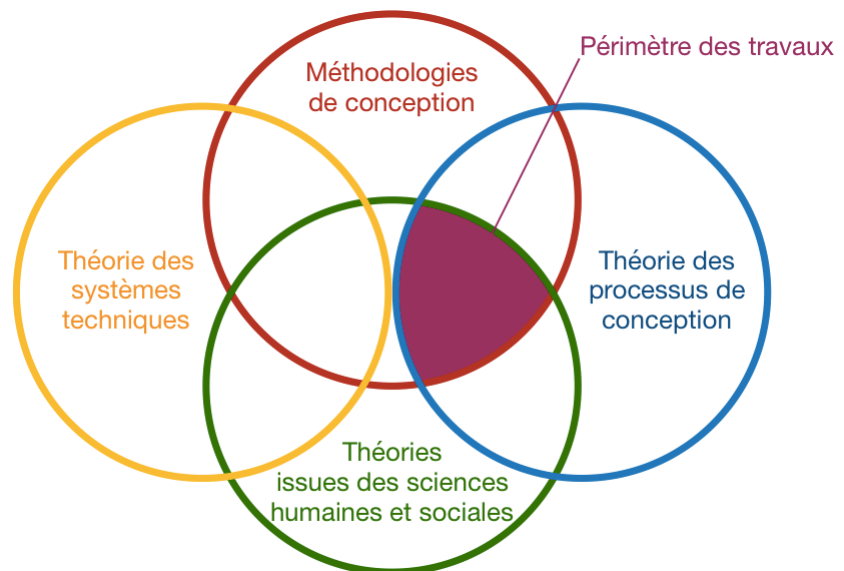 Périmètre des travaux
Méthodologies
de conception
Théorie des
systèmes
techniques
Théorie des
processus de
conception
Théories
issues des sciences
humaines et sociales